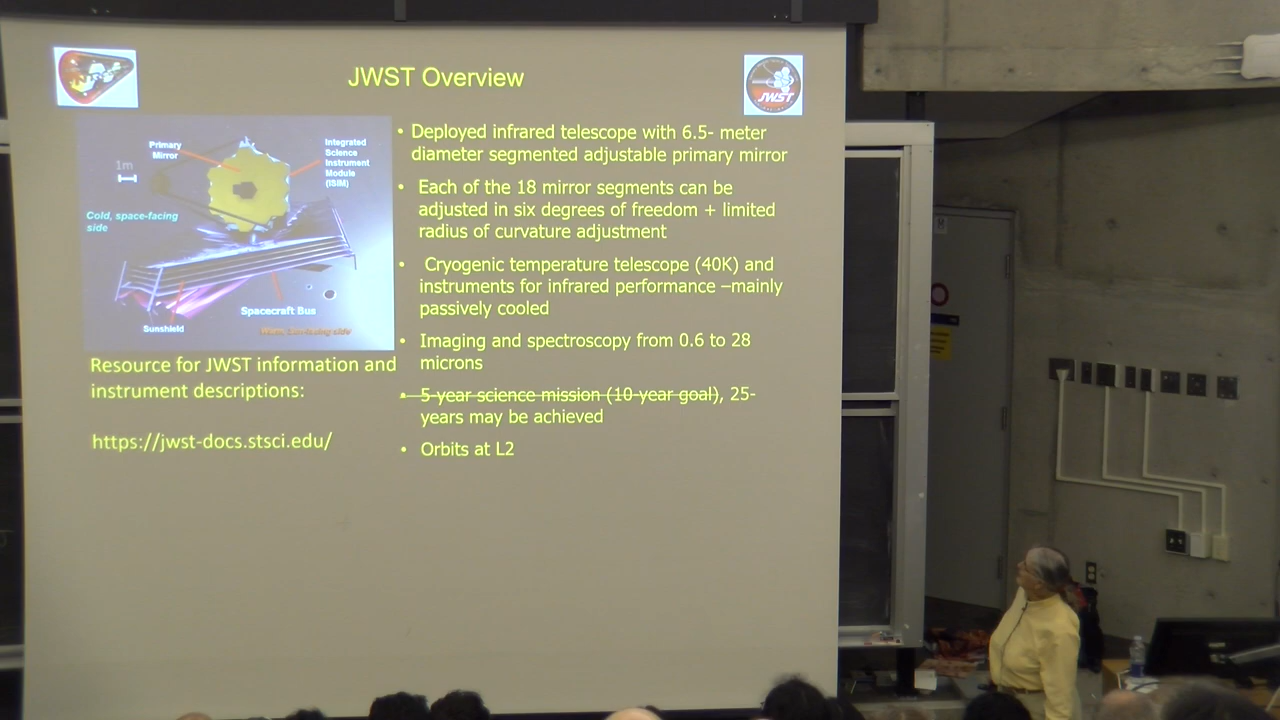 JWST Overview
JWST
Primary
Mirror
Integrated
Science
Instrument
Module
(ISIM)
1m
Cold, space-facing
side
Spacecraft Bus
Sunshield
Warm, Sun-facing side
Resource for JWST information and
instrument descriptions:
https://jwst-docs.stsci.edu/
• Deployed infrared telescope with 6.5- meter
diameter segmented adjustable primary mirror
• Each of the 18 mirror segments can be
adjusted in six degrees of freedom + limited
radius of curvature adjustment
• Cryogenic temperature telescope (40K) and
instruments for infrared performance –mainly
passively cooled
• Imaging and spectroscopy from 0.6 to 28
microns
• 5-year science mission (10-year goal), 25-
years may be achieved
• Orbits at L2